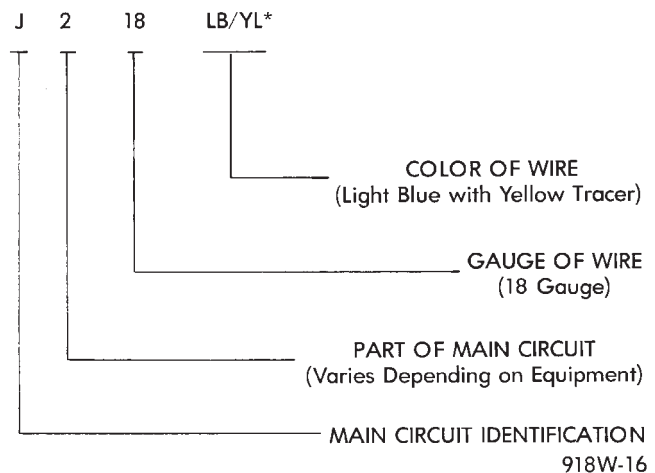 J 2 18 LB/YL*
COLOR OF WIRE
(Light Blue with Yellow Tracer)
GAUGE OF WIRE
(18 Gauge)
PART OF MAIN CIRCUIT
(Varies Depending on Equipment)
MAIN CIRCUIT IDENTIFICATION
918W-16